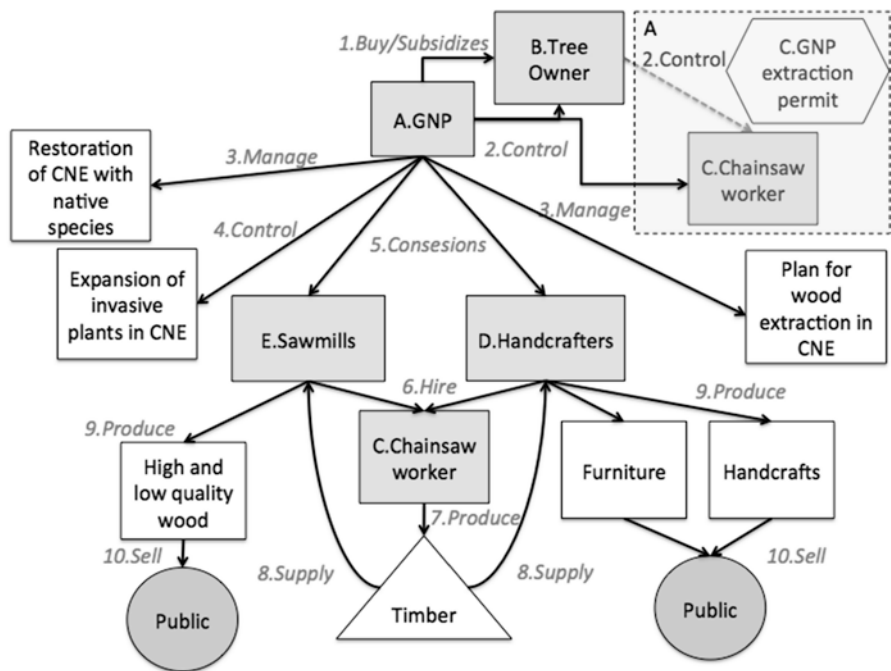 1.Buy/Subsidizes
B.Tree
Owner
A
2.Control
C.GNP
extraction
permit
A.GNP
2.Control
C.Chainsaw
worker
Restoration
of CNE with
native
species
3.Manage
3.Manage
4.Control
5.Consesions
Expansion of
invasive
plants in CNE
Plan for
wood
extraction in
CNE
E.Sawmills
D.Handcrafters
6.Hire
9.Produce
9.Produce
High and
low quality
wood
C.Chainsaw
worker
Furniture
Handcrafts
7.Produce
10.Sell
8.Supply
8.Supply
10.Sell
Public
Timber
Public